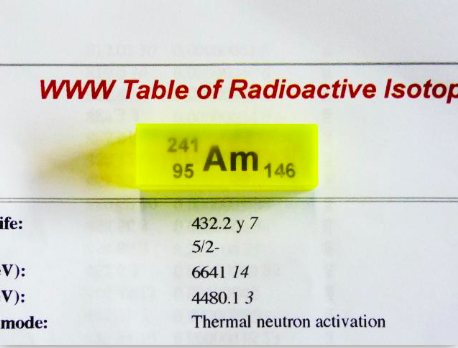 WWW Table of Radioactive Isotop
241
95 Am 146
ife: 432.2 y 7
5/2-
V): 6641 14
V): 4480.1 3
mode: Thermal neutron activation